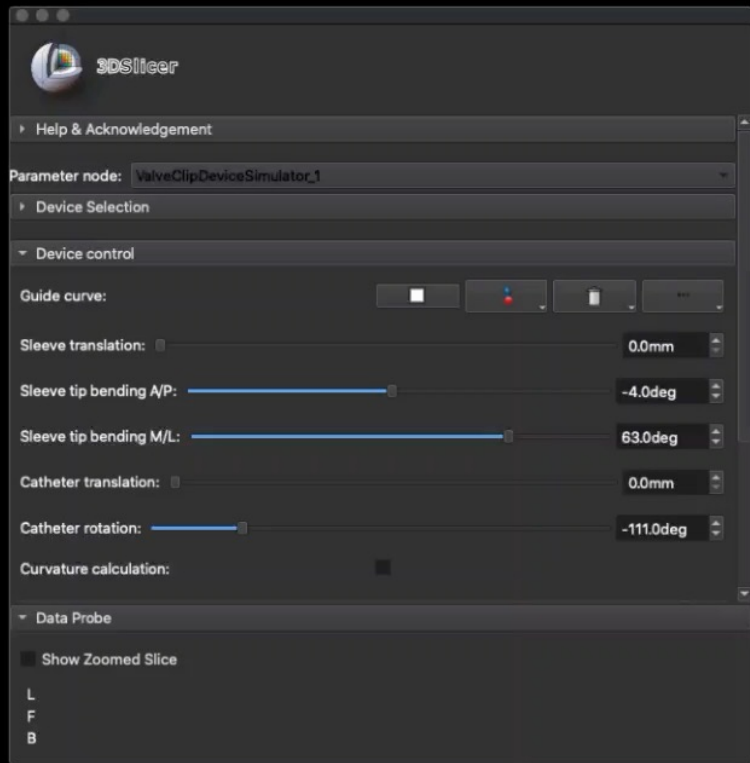 3DSlicer
Help & Acknowledgement
Parameter node: ValveClipDeviceSimulator_1
Device Selection
Device control
Guide curve:
Sleeve translation: 0.0mm
Sleeve tip bending A/P: -4.0deg
Sleeve tip bending M/L: 63.0deg
Catheter translation: 0.0mm
Catheter rotation: -111.0deg
Curvature calculation:
Data Probe
Show Zoomed Slice
L
F
B